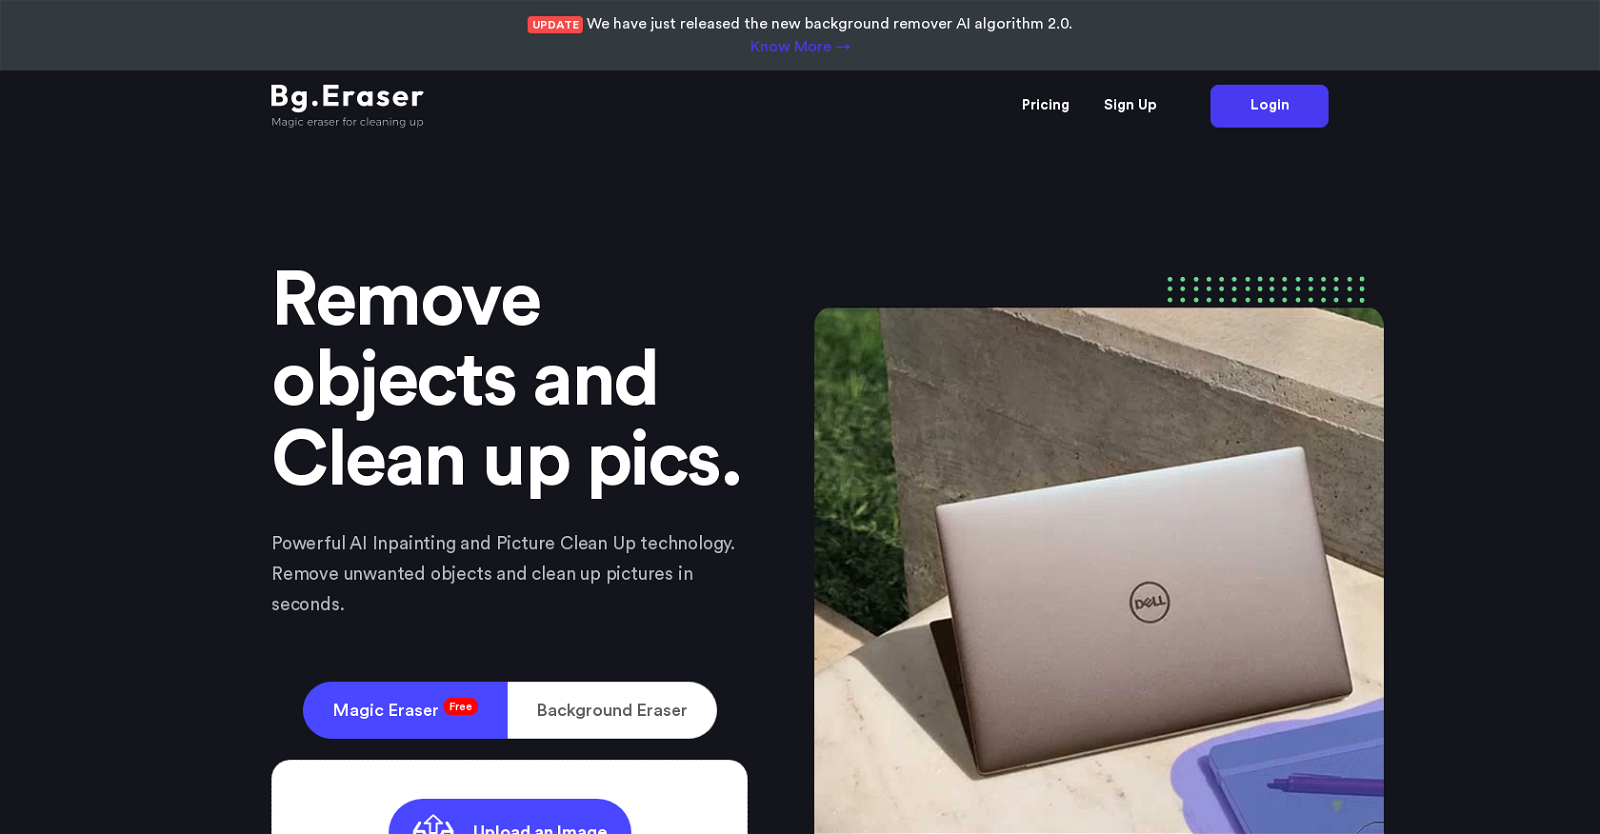 UPDATE We have just released the new background remover AI algorithm 2.0.
Know More →
Bg.Eraser
Magic eraser for cleaning up
Pricing
Sign Up
Login
Remove
objects and
Clean up pics.
Powerful AI Inpainting and Picture Clean Up technology.
Remove unwanted objects and clean up pictures in
seconds.
Magic Eraser Free
Background Eraser
Upload an Image
DELL